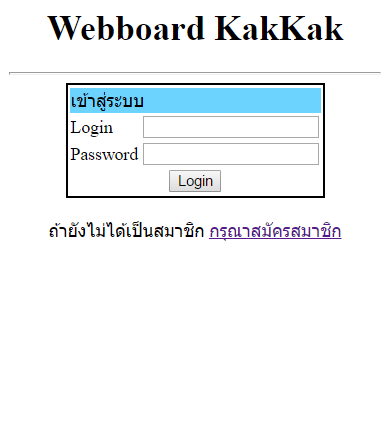 Webboard KakKak
เข้าสู่ระบบ
Login
Password
Login
ถ้ายังไม่ได้เป็นสมาชิก กรุณาสมัครสมาชิก